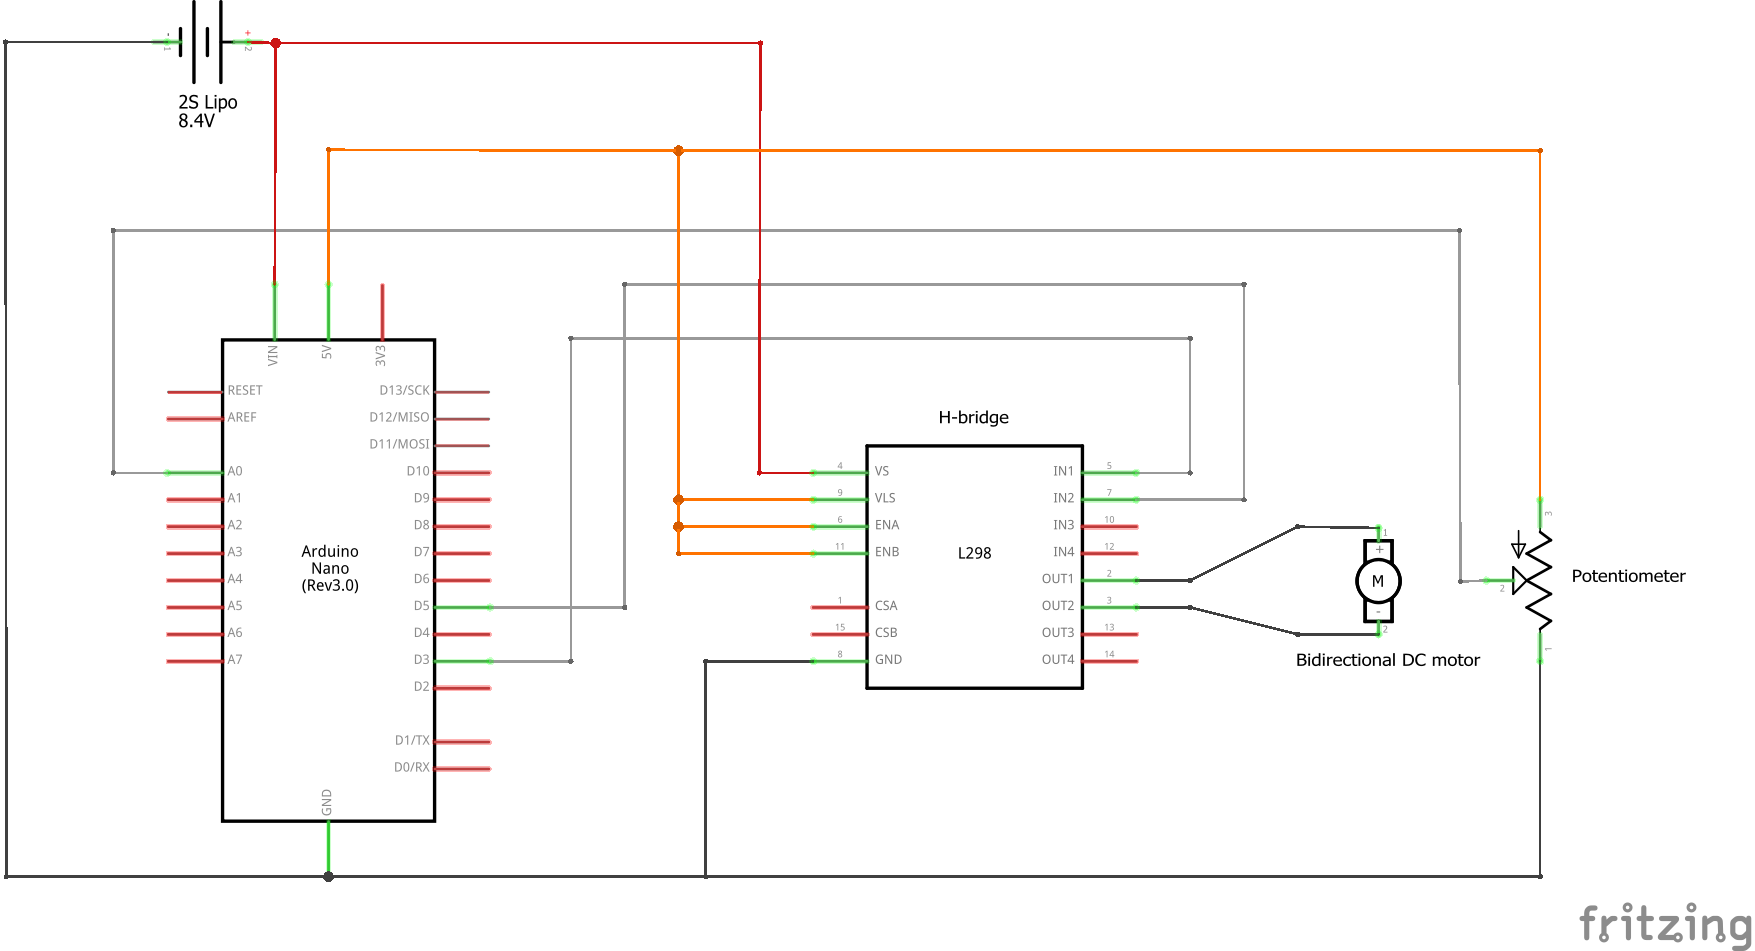 - 1
+ 2
2S Lipo
8.4V
VIN
5V
3V3
RESET
AREF
A0
A1
A2
A3
A4
A5
A6
A7
D13/SCK
D12/MISO
D11/MOSI
D10
D9
D8
D7
D6
D5
D4
D3
D2
D1/TX
D0/RX
Arduino
Nano
(Rev3.0)
GND
H-bridge
4 VS
9 VLS
6 ENA
11 ENB
1 CSA
15 CSB
8 GND
L298
IN1 5
IN2 7
IN3 10
IN4 12
OUT1 2
OUT2 3
OUT3 13
OUT4 14
1
+
M
-
2
Bidirectional DC motor
3
2
1
Potentiometer
fritzing